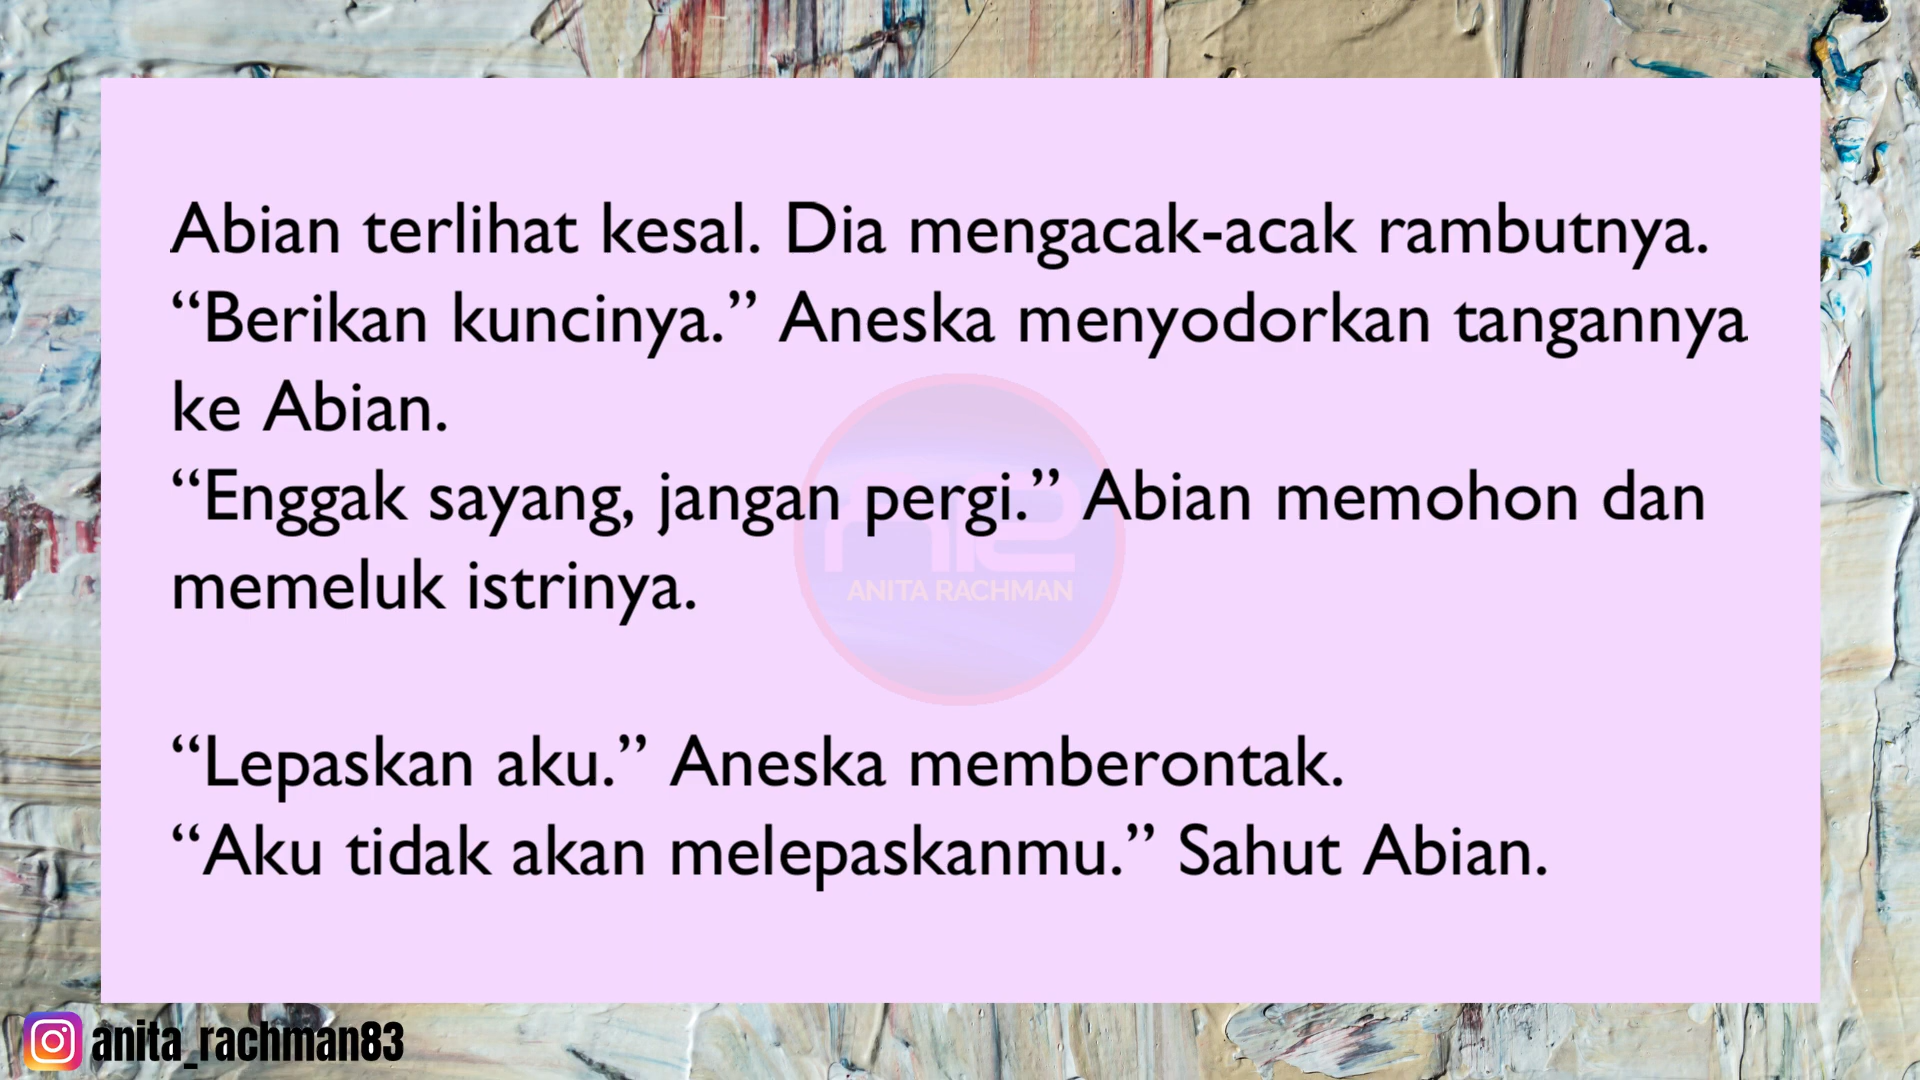 Abian terlihat kesal. Dia mengacak-acak rambutnya.
“Berikan kuncinya.” Aneska menyodorkan tangannya
ke Abian.
“Enggak sayang, jangan pergi.” Abian memohon dan
memeluk istrinya.
ANITA RACHMAN
“Lepaskan aku.” Aneska memberontak.
“Aku tidak akan melepaskanmu.” Sahut Abian.
anita_rachman83